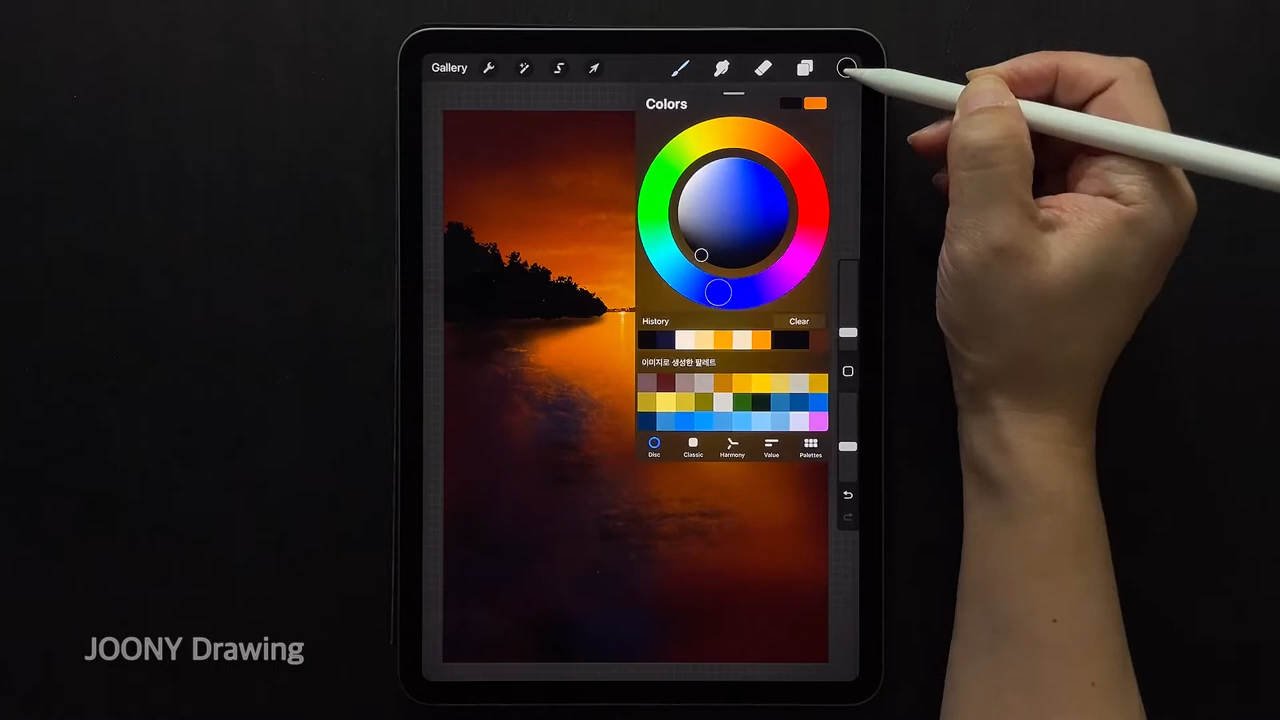 Gallery
Colors
History
Clear
이미지로 생성한 팔레트
Disc
Classic
Harmony
Value
Palettes
JOONY Drawing